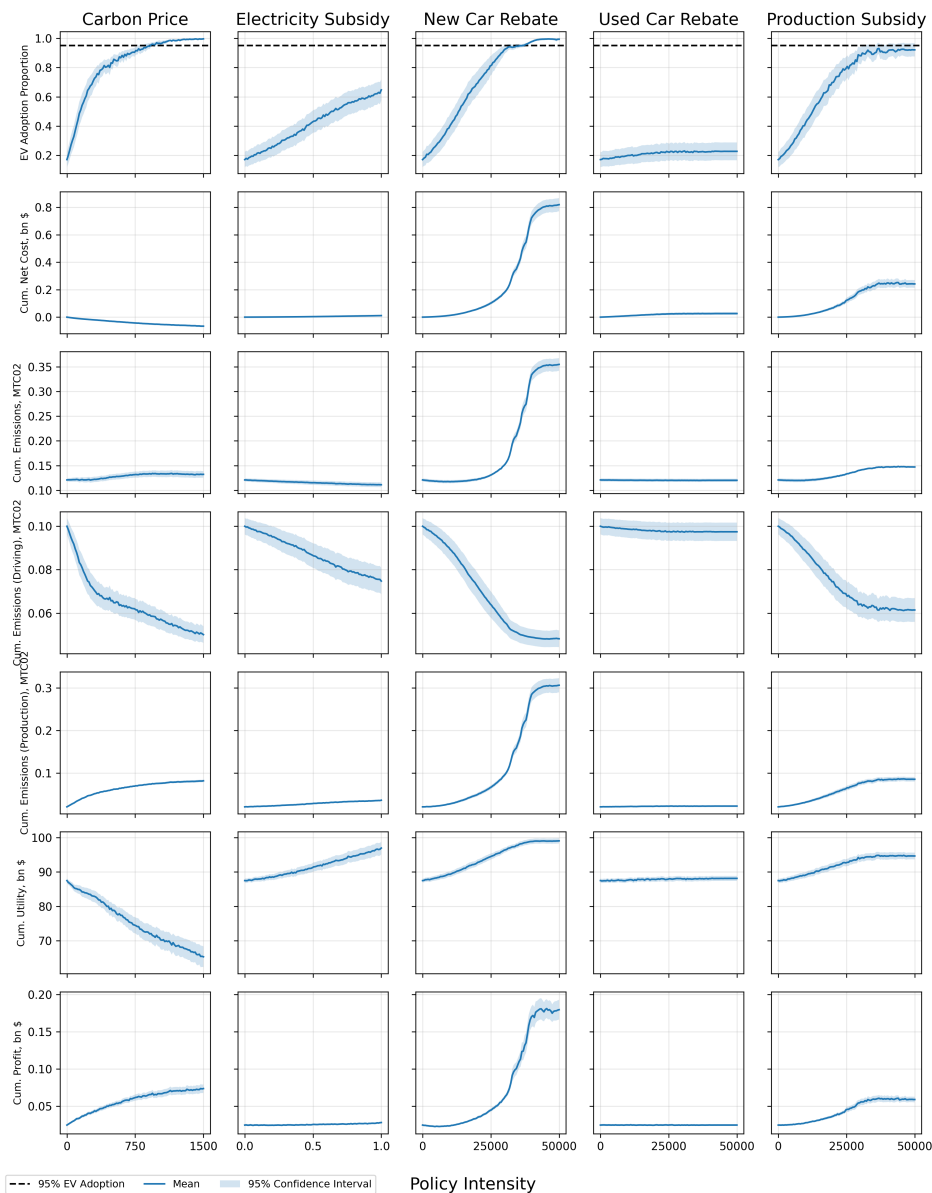 Carbon Price Electricity Subsidy New Car Rebate Used Car Rebate Production Subsidy
EV Adoption Proportion
1.0
0.8
0.6
0.4
0.2
Cum. Net Cost, bn $
0.8
0.6
0.4
0.2
0.0
Cum. Emissions, MTC02
0.35
0.30
0.25
0.20
0.15
0.10
Cum. Emissions (Driving), MTC02
0.10
0.08
0.06
Cum. Emissions (Production), MTC02
0.3
0.2
0.1
Cum. Utility, bn $
100
90
80
70
Cum. Profit, bn $
0.20
0.15
0.10
0.05
0 750 1500 0.0 0.5 1.0 0 25000 50000 0 25000 50000 0 25000 50000
95% EV Adoption Mean 95% Confidence Interval
Policy Intensity